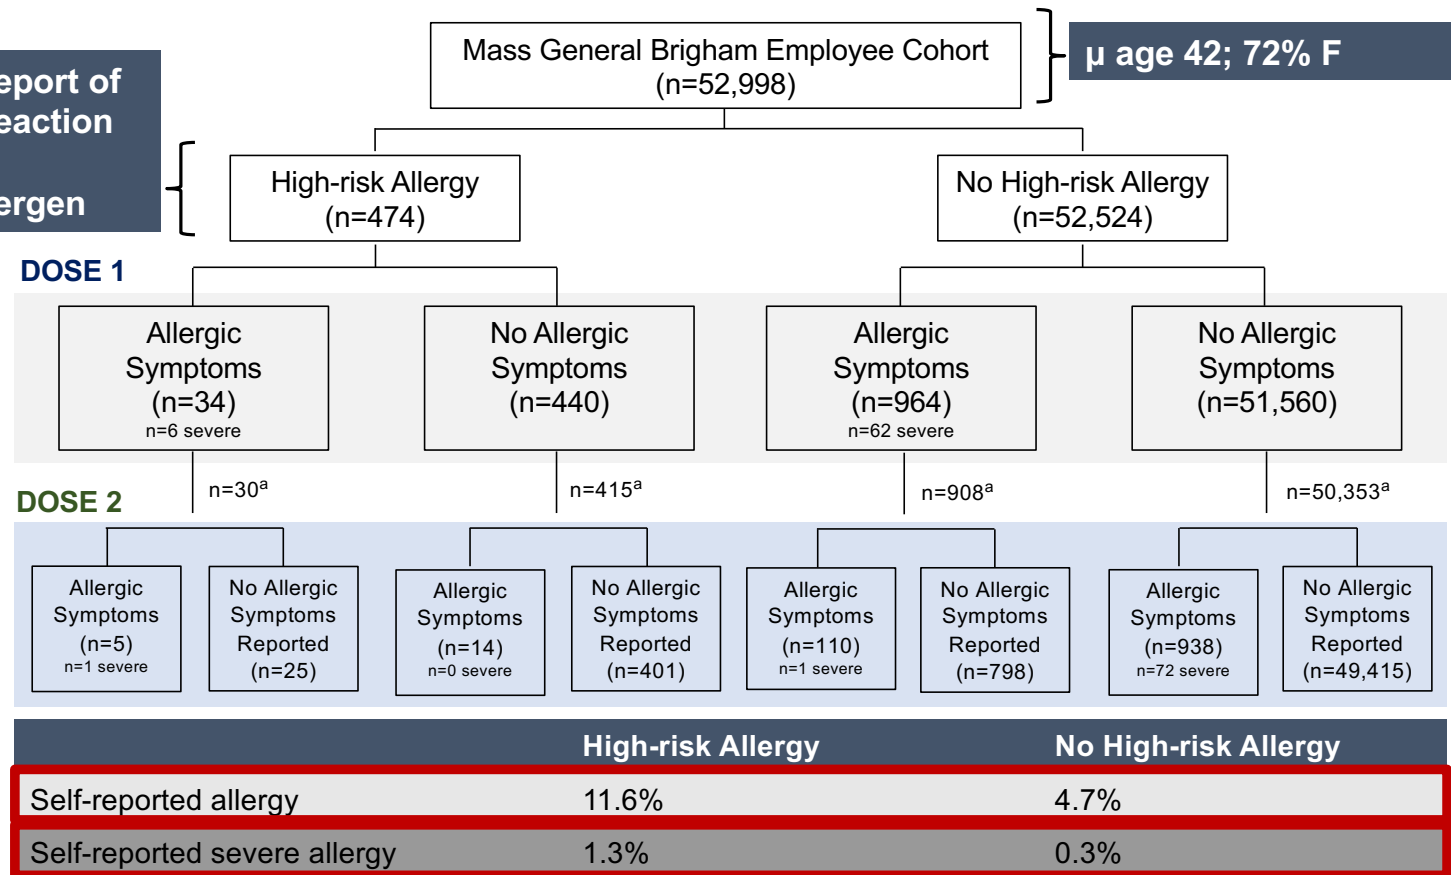 Mass General Brigham Employee Cohort
(n=52,998)
µ age 42; 72% F
eport of
eaction
ergen
High-risk Allergy
(n=474)
No High-risk Allergy
(n=52,524)
DOSE 1
Allergic
Symptoms
(n=34)
n=6 severe
No Allergic
Symptoms
(n=440)
Allergic
Symptoms
(n=964)
n=62 severe
No Allergic
Symptoms
(n=51,560)
n=30ᵃ
n=415ᵃ
n=908ᵃ
n=50,353ᵃ
DOSE 2
Allergic
Symptoms
(n=5)
n=1 severe
No Allergic
Symptoms
Reported
(n=25)
Allergic
Symptoms
(n=14)
n=0 severe
No Allergic
Symptoms
Reported
(n=401)
Allergic
Symptoms
(n=110)
n=1 severe
No Allergic
Symptoms
Reported
(n=798)
Allergic
Symptoms
(n=938)
n=72 severe
No Allergic
Symptoms
Reported
(n=49,415)
High-risk Allergy No High-risk Allergy
Self-reported allergy 11.6% 4.7%
Self-reported severe allergy 1.3% 0.3%